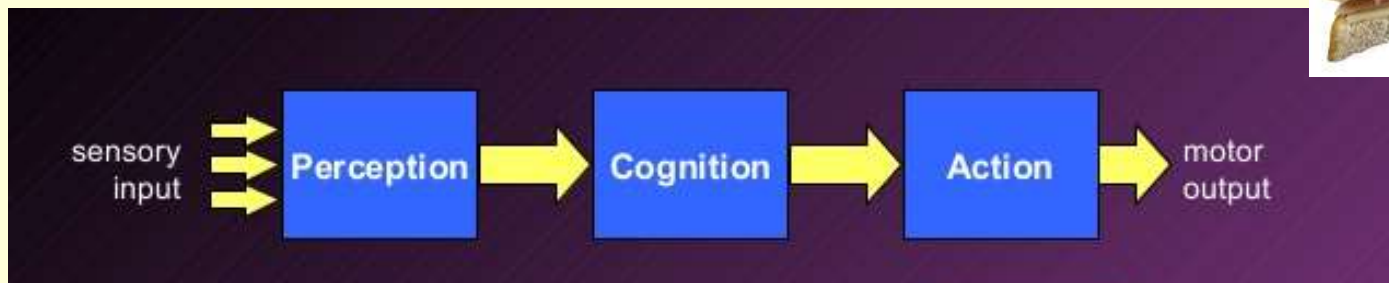 sensory
input
Perception
Cognition
Action
motor
output